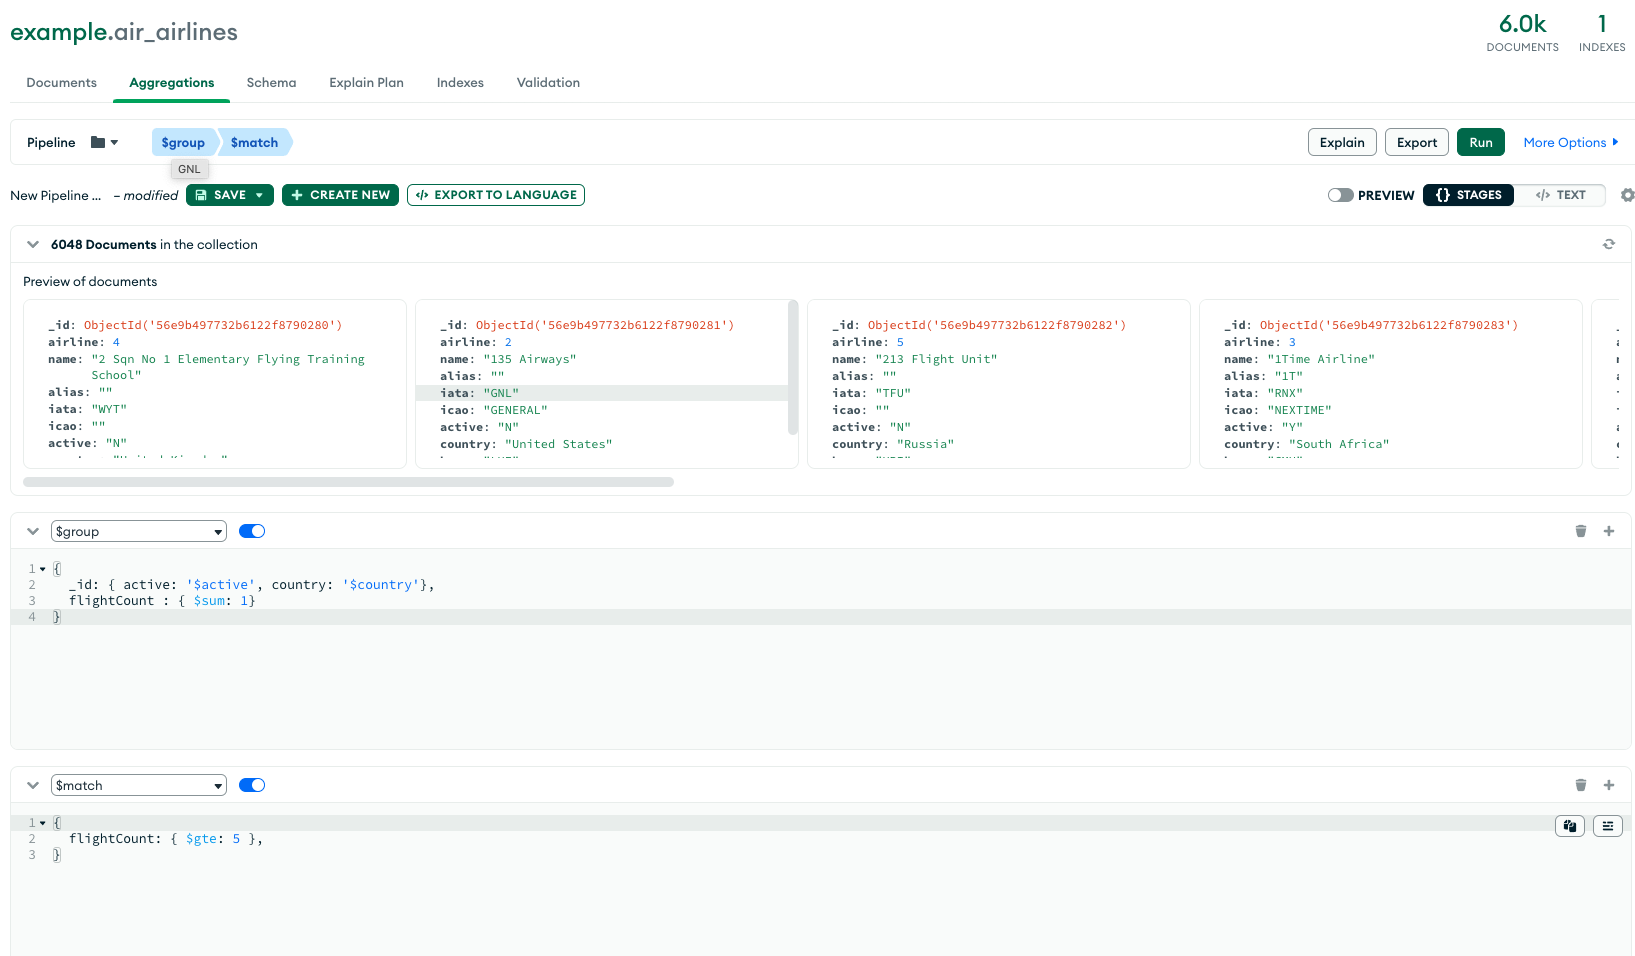 example.air_airlines
6.0k
DOCUMENTS
1
INDEXES
Documents Aggregations Schema Explain Plan Indexes Validation
Pipeline $group $match Explain Export Run More Options
GNL
New Pipeline ... – modified SAVE CREATE NEW EXPORT TO LANGUAGE PREVIEW {} STAGES </> TEXT
6048 Documents in the collection
Preview of documents
_id: ObjectId('56e9b497732b6122f8790280')
airline: 4
name: "2 Sqn No 1 Elementary Flying Training
School"
alias: ""
iata: "WYT"
icao: ""
active: "N"
_id: ObjectId('56e9b497732b6122f8790281')
airline: 2
name: "135 Airways"
alias: ""
iata: "GNL"
icao: "GENERAL"
active: "N"
country: "United States"
_id: ObjectId('56e9b497732b6122f8790282')
airline: 5
name: "213 Flight Unit"
alias: ""
iata: "TFU"
icao: ""
active: "N"
country: "Russia"
_id: ObjectId('56e9b497732b6122f8790283')
airline: 3
name: "1Time Airline"
alias: "1T"
iata: "RNX"
icao: "NEXTIME"
active: "Y"
country: "South Africa"
$group
1 {
2 _id: { active: '$active', country: '$country'},
3 flightCount : { $sum: 1}
4 }
$match
1 {
2 flightCount: { $gte: 5 },
3 }